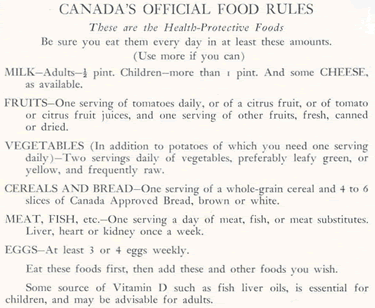 CANADA'S OFFICIAL FOOD RULES
These are the Health-Protective Foods
Be sure you eat them every day in at least these amounts.
(Use more if you can)
MILK—Adults—½ pint. Children—more than 1 pint. And some CHEESE,
as available.
FRUITS—One serving of tomatoes daily, or of a citrus fruit, or of tomato
or citrus fruit juices, and one serving of other fruits, fresh, canned
or dried.
VEGETABLES (In addition to potatoes of which you need one serving
daily)—Two servings daily of vegetables, preferably leafy green, or
yellow, and frequently raw.
CEREALS AND BREAD—One serving of a whole-grain cereal and 4 to 6
slices of Canada Approved Bread, brown or white.
MEAT, FISH, etc.—One serving a day of meat, fish, or meat substitutes.
Liver, heart or kidney once a week.
EGGS—At least 3 or 4 eggs weekly.
Eat these foods first, then add these and other foods you wish.
Some source of Vitamin D such as fish liver oils, is essential for
children, and may be advisable for adults.